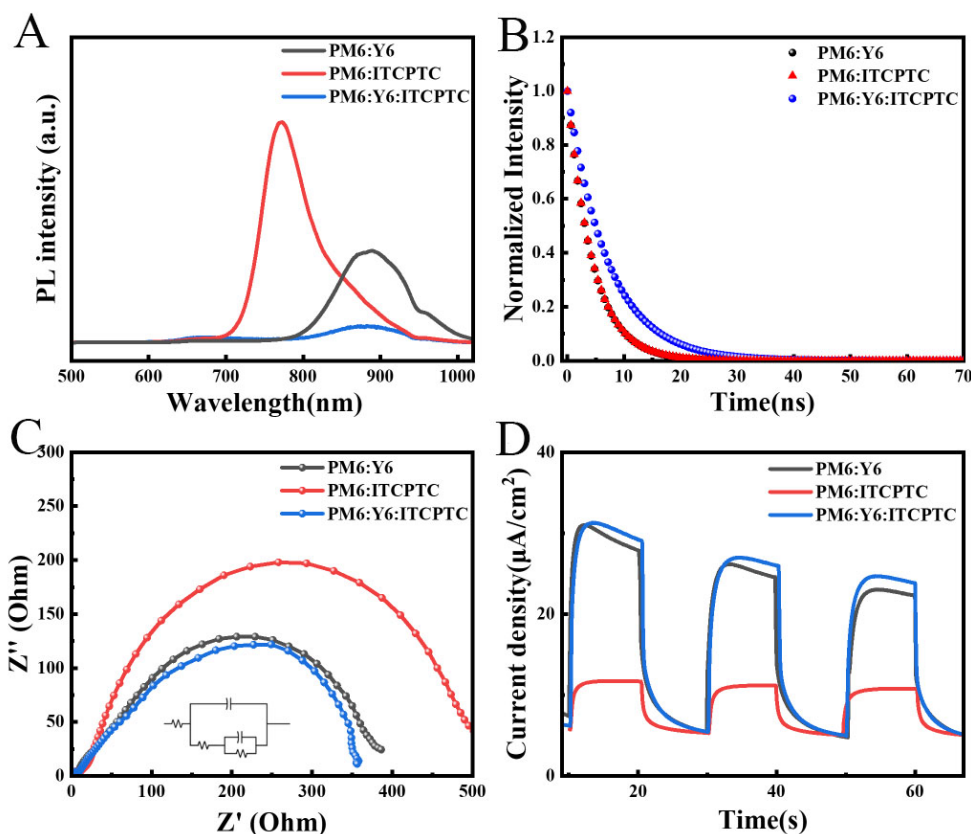 A
PM6:Y6
PM6:ITCPTC
PM6:Y6:ITCPTC
PL intensity (a.u.)
500 600 700 800 900 1000
Wavelength(nm)
B
1.2
1.0
0.8
0.6
0.4
0.2
0.0
PM6:Y6
PM6:ITCPTC
PM6:Y6:ITCPTC
Normalized Intensity
0 10 20 30 40 50 60 70
Time(ns)
C
300
250
200
150
100
50
0
PM6:Y6
PM6:ITCPTC
PM6:Y6:ITCPTC
Z'' (Ohm)
0 100 200 300 400 500
Z' (Ohm)
D
40
30
20
10
0
PM6:Y6
PM6:ITCPTC
PM6:Y6:ITCPTC
Current density(μA/cm²)
20 40 60
Time(s)